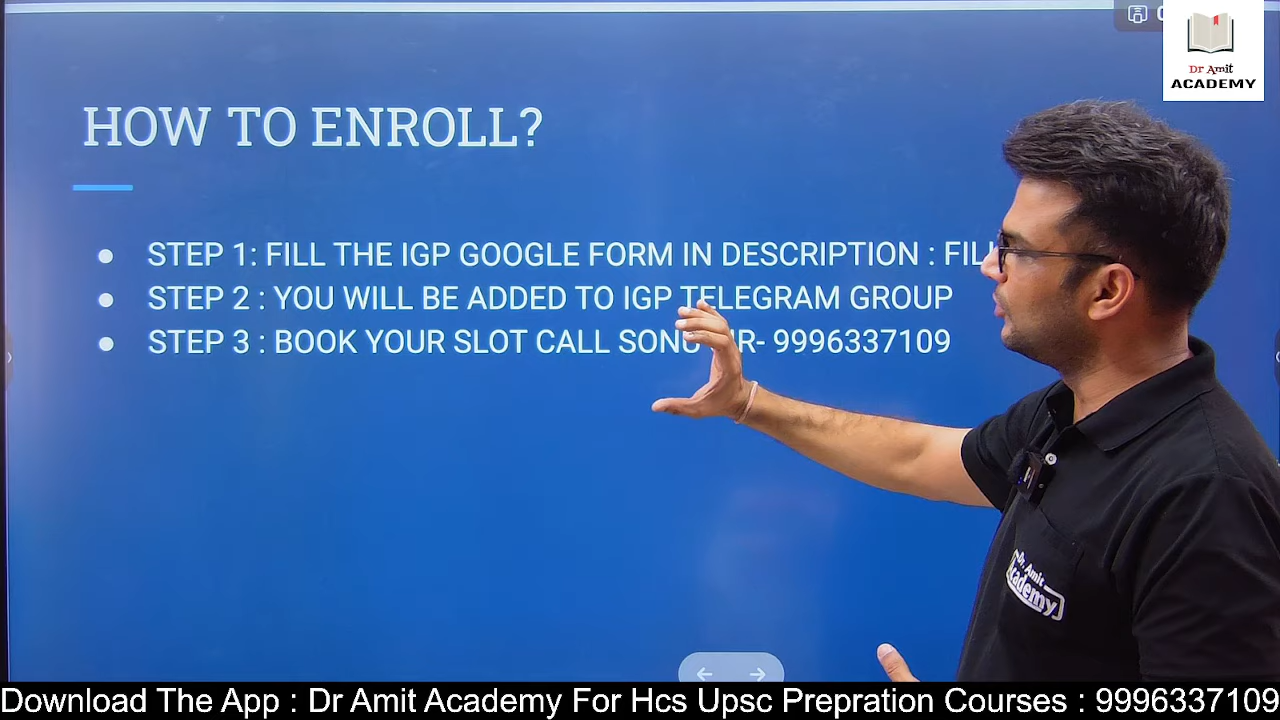 Dr Amit
ACADEMY
HOW TO ENROLL?
● STEP 1: FILL THE IGP GOOGLE FORM IN DESCRIPTION :
● STEP 2 : YOU WILL BE ADDED TO IGP TELEGRAM GROUP
● STEP 3 : BOOK YOUR SLOT CALL 9996337109
Dr. Amit
Academy
Download The App : Dr Amit Academy For Hcs Upsc Prepration Courses : 9996337109